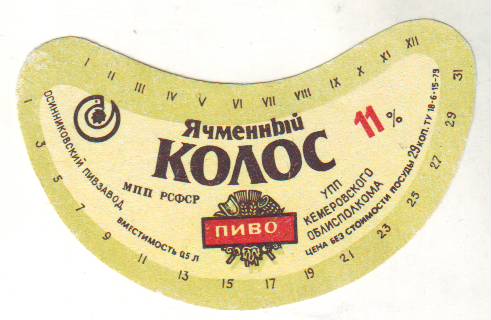 I II III IV V VI VII VIII IX X XI XII
Ячменный
КОЛОС
11 %
ОСИННИКОВСКИЙ ПИВЗАВОД
МПП РСФСР
ПИВО
УПП
КЕМЕРОВСКОГО
ОБЛИСПОЛКОМА
ЦЕНА БЕЗ СТОИМОСТИ ПОСУДЫ 29 КОП. ТУ 18-6-15-79
ВМЕСТИМОСТЬ 0,5 Л
1 3 5 7 9 11 13 15 17 19 21 23 25 27 29 31